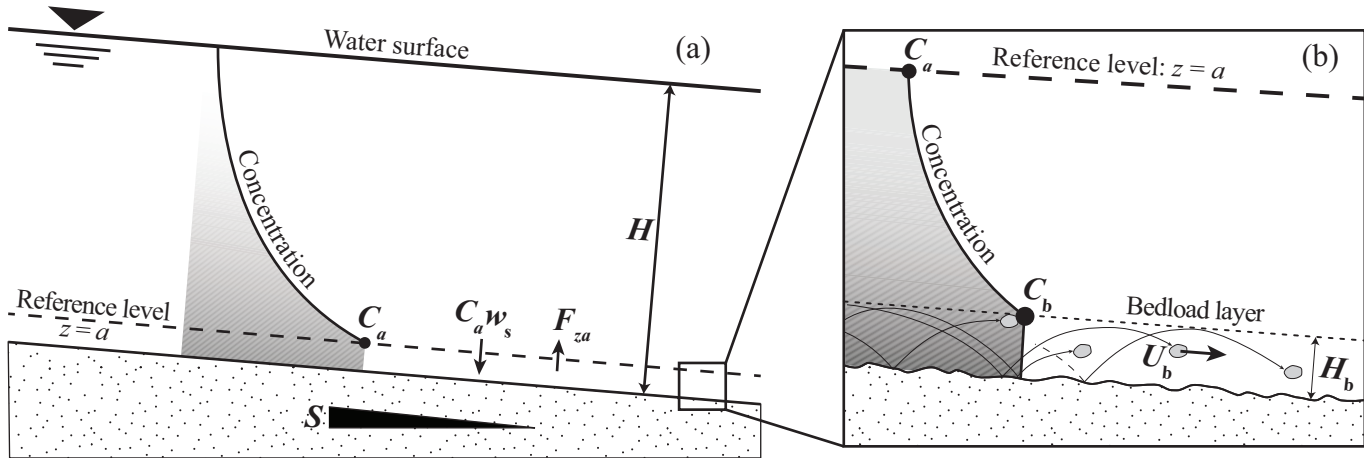 (a)
Water surface
Concentration
H
Reference level
z = a
C_a
C_a w_s
F_za
S
(b)
C_a
Reference level: z = a
Concentration
C_b
Bedload layer
U_b
H_b